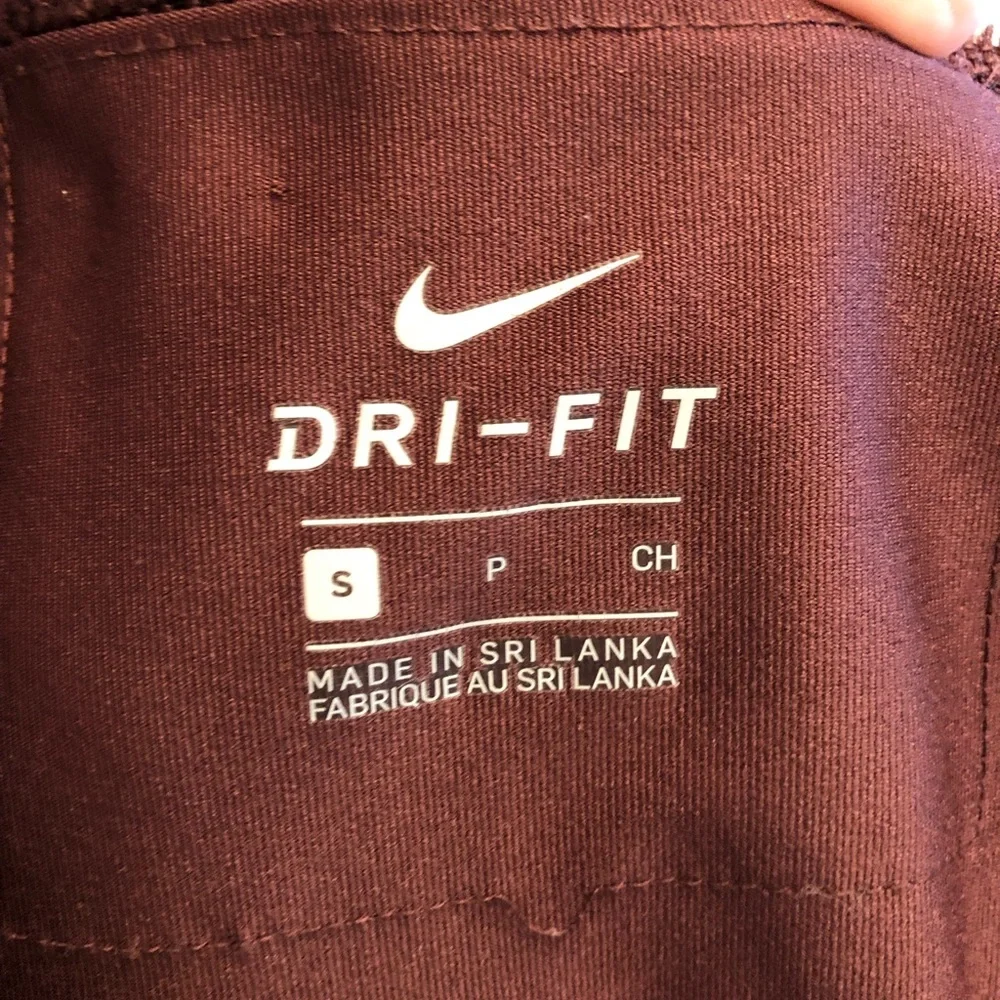 DRI-FIT
S P CH
MADE IN SRI LANKA
FABRIQUE AU SRI LANKA